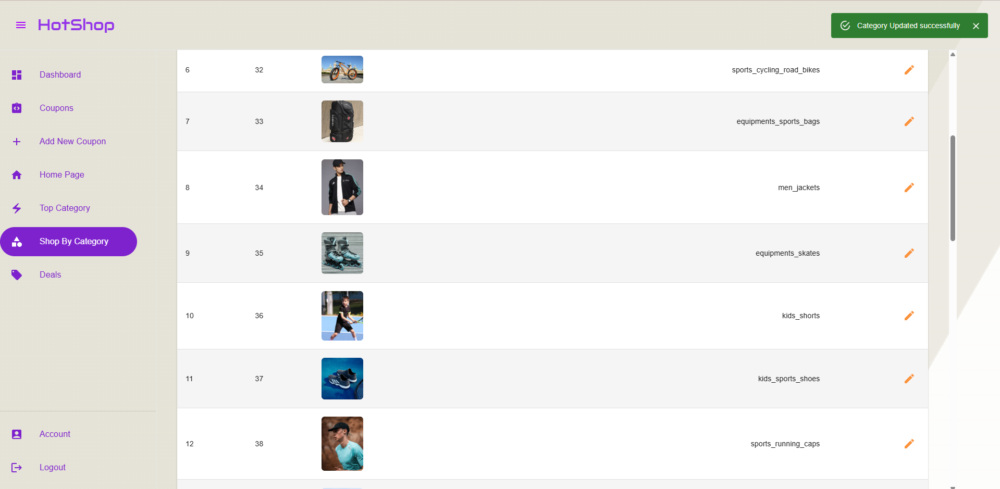 HotShop
Category Updated successfully
Dashboard
Coupons
Add New Coupon
Home Page
Top Category
Shop By Category
Deals
Account
Logout
6 32 sports_cycling_road_bikes
7 33 equipments_sports_bags
8 34 men_jackets
9 35 equipments_skates
10 36 kids_shorts
11 37 kids_sports_shoes
12 38 sports_running_caps